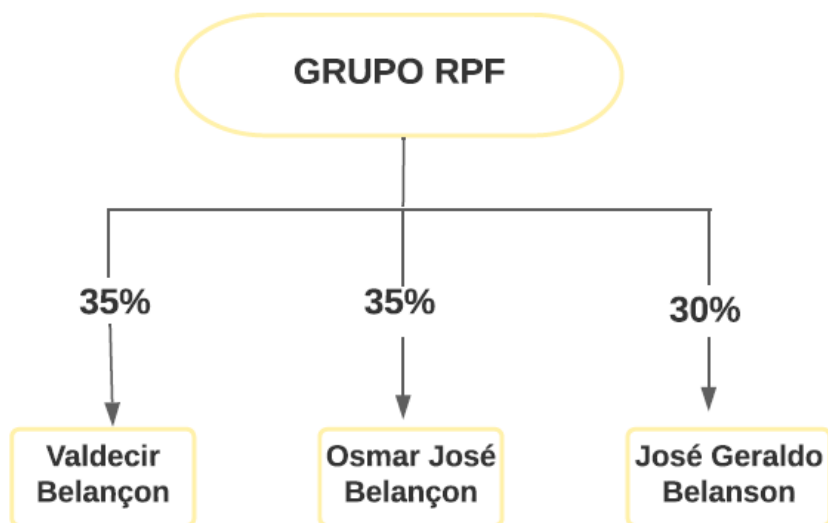 GRUPO RPF
35%
35%
30%
Valdecir
Belançon
Osmar José
Belançon
José Geraldo
Belanson